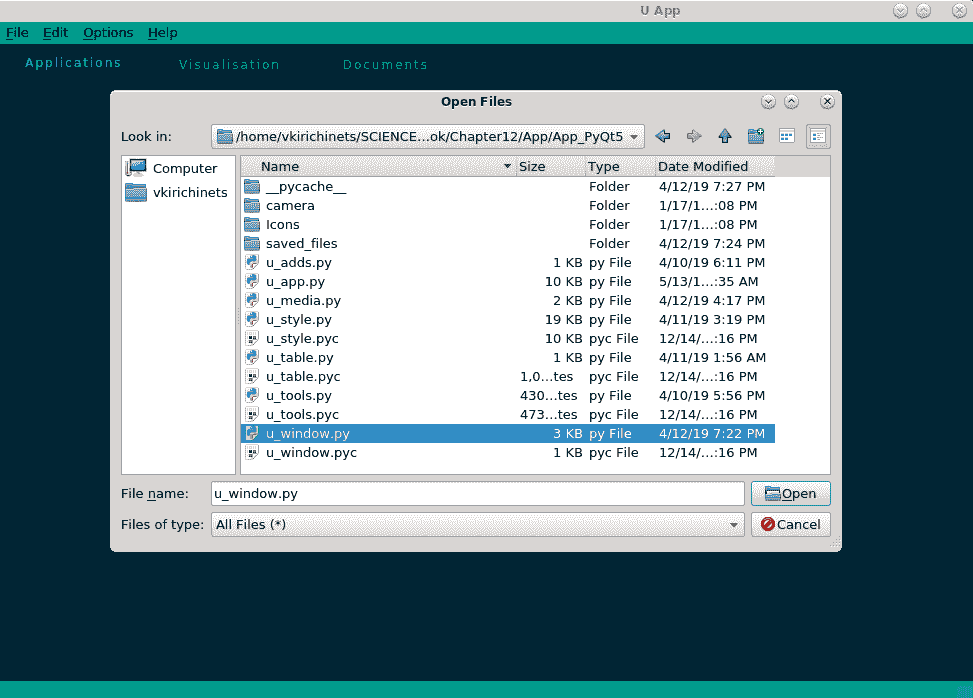 U App
File Edit Options Help
Applications Visualisation Documents
Open Files
Look in: /home/vkirichinets/SCIENCE...ok/Chapter12/App/App_PyQt5
Computer
vkirichinets
Name Size Type Date Modified
__pycache__ Folder 4/12/19 7:27 PM
camera Folder 1/17/1...:08 PM
Icons Folder 1/17/1...:08 PM
saved_files Folder 4/12/19 7:24 PM
u_adds.py 1 KB py File 4/10/19 6:11 PM
u_app.py 10 KB py File 5/13/1...:35 AM
u_media.py 2 KB py File 4/12/19 4:17 PM
u_style.py 19 KB py File 4/11/19 3:19 PM
u_style.pyc 10 KB pyc File 12/14/...:16 PM
u_table.py 1 KB py File 4/11/19 1:56 AM
u_table.pyc 1,0...tes pyc File 12/14/...:16 PM
u_tools.py 430...tes py File 4/10/19 5:56 PM
u_tools.pyc 473...tes pyc File 12/14/...:16 PM
u_window.py 3 KB py File 4/12/19 7:22 PM
u_window.pyc 1 KB pyc File 12/14/...:16 PM
File name: u_window.py Open
Files of type: All Files (*) Cancel